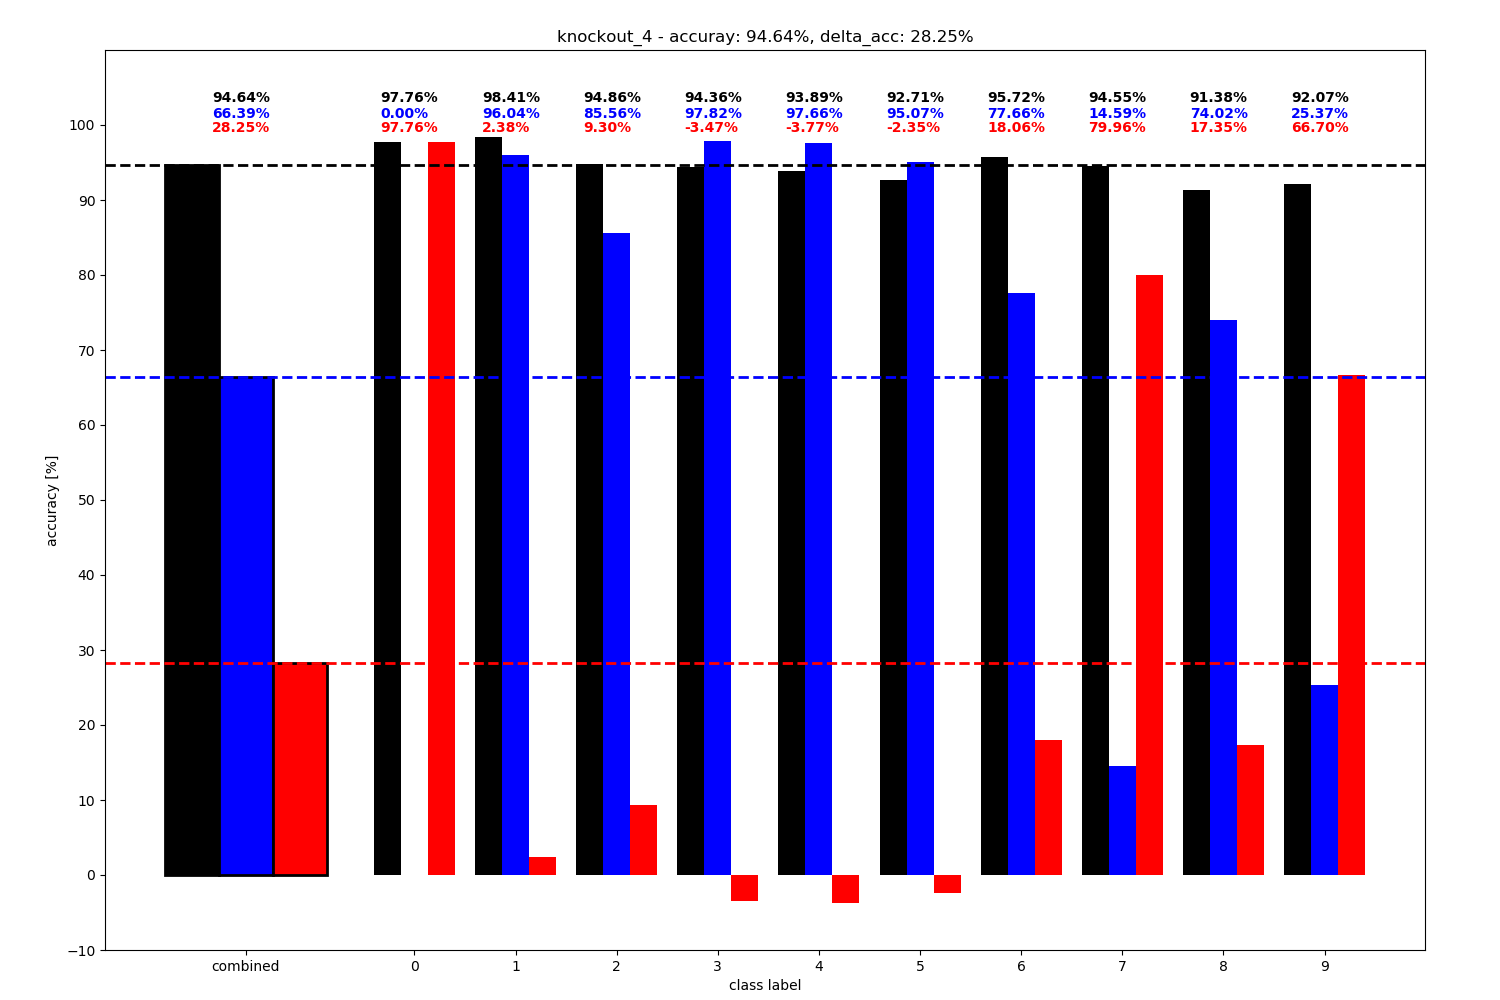 knockout_4 - accuray: 94.64%, delta_acc: 28.25%
94.64% 97.76% 98.41% 94.86% 94.36% 93.89% 92.71% 95.72% 94.55% 91.38% 92.07%
66.39% 0.00% 96.04% 85.56% 97.82% 97.66% 95.07% 77.66% 14.59% 74.02% 25.37%
28.25% 97.76% 2.38% 9.30% -3.47% -3.77% -2.35% 18.06% 79.96% 17.35% 66.70%
100
90
80
70
60
50
40
30
20
10
0
−10
accuracy [%]
combined 0 1 2 3 4 5 6 7 8 9
class label